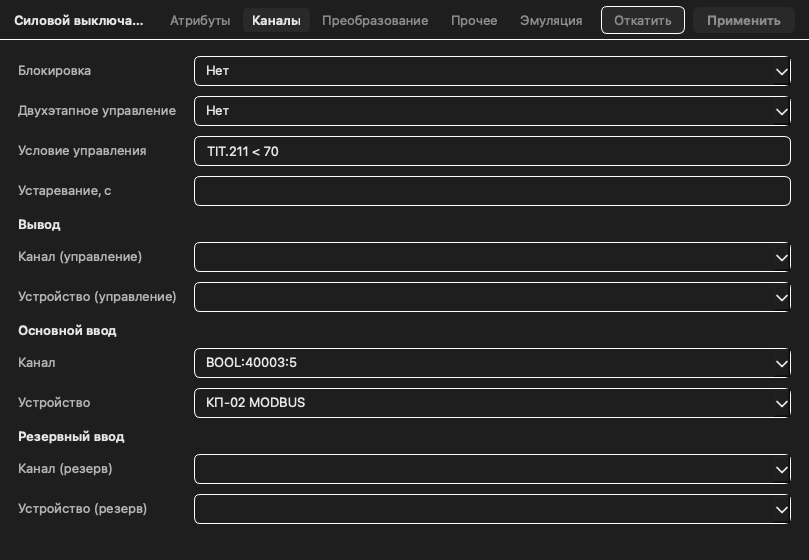 Силовой выключа... Атрибуты Каналы Преобразование Прочее Эмуляция Откатить Применить
Блокировка Нет
Двухэтапное управление Нет
Условие управления TIT.211 < 70
Устаревание, с
Вывод
Канал (управление)
Устройство (управление)
Основной ввод
Канал BOOL:40003:5
Устройство КП-02 MODBUS
Резервный ввод
Канал (резерв)
Устройство (резерв)